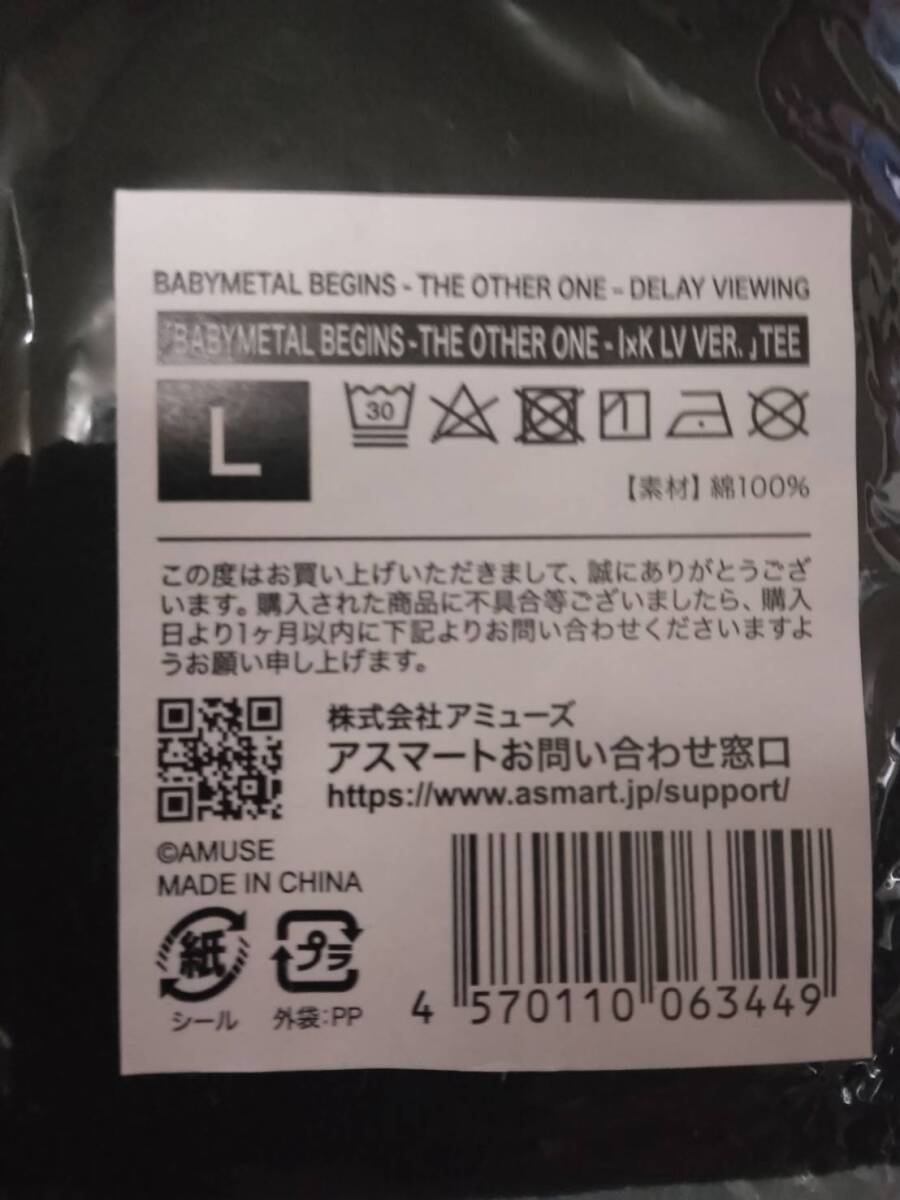 BABYMETAL BEGINS - THE OTHER ONE - DELAY VIEWING
「BABYMETAL BEGINS -THE OTHER ONE - IxK LV VER.」TEE
L
30
【素材】綿100%
この度はお買い上げいただきまして、誠にありがとうござ
います。購入された商品に不具合等ございましたら、購入
日より1ヶ月以内に下記よりお問い合わせくださいますよ
うお願い申し上げます。
株式会社アミューズ
アスマートお問い合わせ窓口
https://www.asmart.jp/support/
©AMUSE
MADE IN CHINA
紙
プラ
シール
外袋:PP
4 570110 063449